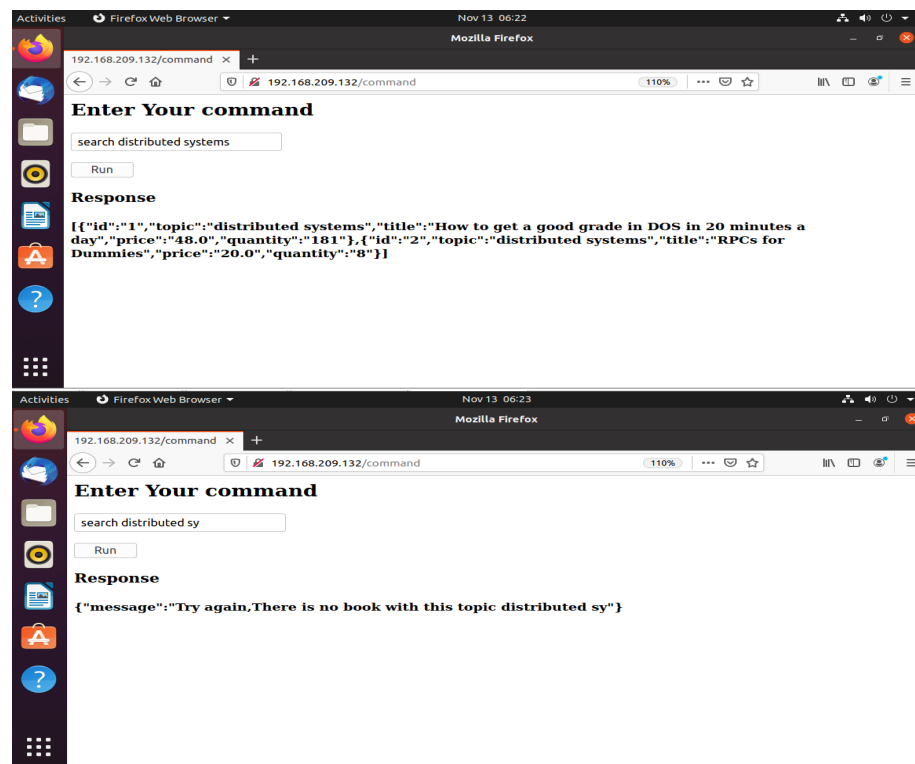 Activities Firefox Web Browser Nov 13 06:22
Mozilla Firefox
192.168.209.132/command
192.168.209.132/command 110%
Enter Your command
search distributed systems
Run
Response
[{"id":"1","topic":"distributed systems","title":"How to get a good grade in DOS in 20 minutes a
day","price":"48.0","quantity":"181"},{"id":"2","topic":"distributed systems","title":"RPCs for
Dummies","price":"20.0","quantity":"8"}]
Activities Firefox Web Browser Nov 13 06:23
Mozilla Firefox
192.168.209.132/command
192.168.209.132/command 110%
Enter Your command
search distributed sy
Run
Response
{"message":"Try again,There is no book with this topic distributed sy"}